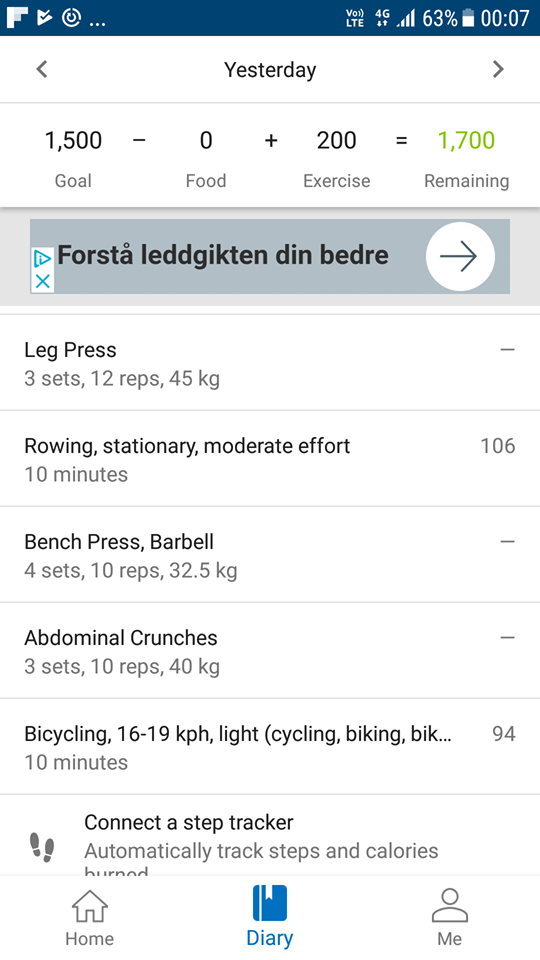 ... Vo)) LTE 4G 63% 00:07
Yesterday
1,500 − 0 + 200 = 1,700
Goal Food Exercise Remaining
Forstå leddgikten din bedre
Leg Press –
3 sets, 12 reps, 45 kg
Rowing, stationary, moderate effort 106
10 minutes
Bench Press, Barbell –
4 sets, 10 reps, 32.5 kg
Abdominal Crunches –
3 sets, 10 reps, 40 kg
Bicycling, 16-19 kph, light (cycling, biking, bik... 94
10 minutes
Connect a step tracker
Automatically track steps and calories
burned
Home Diary Me